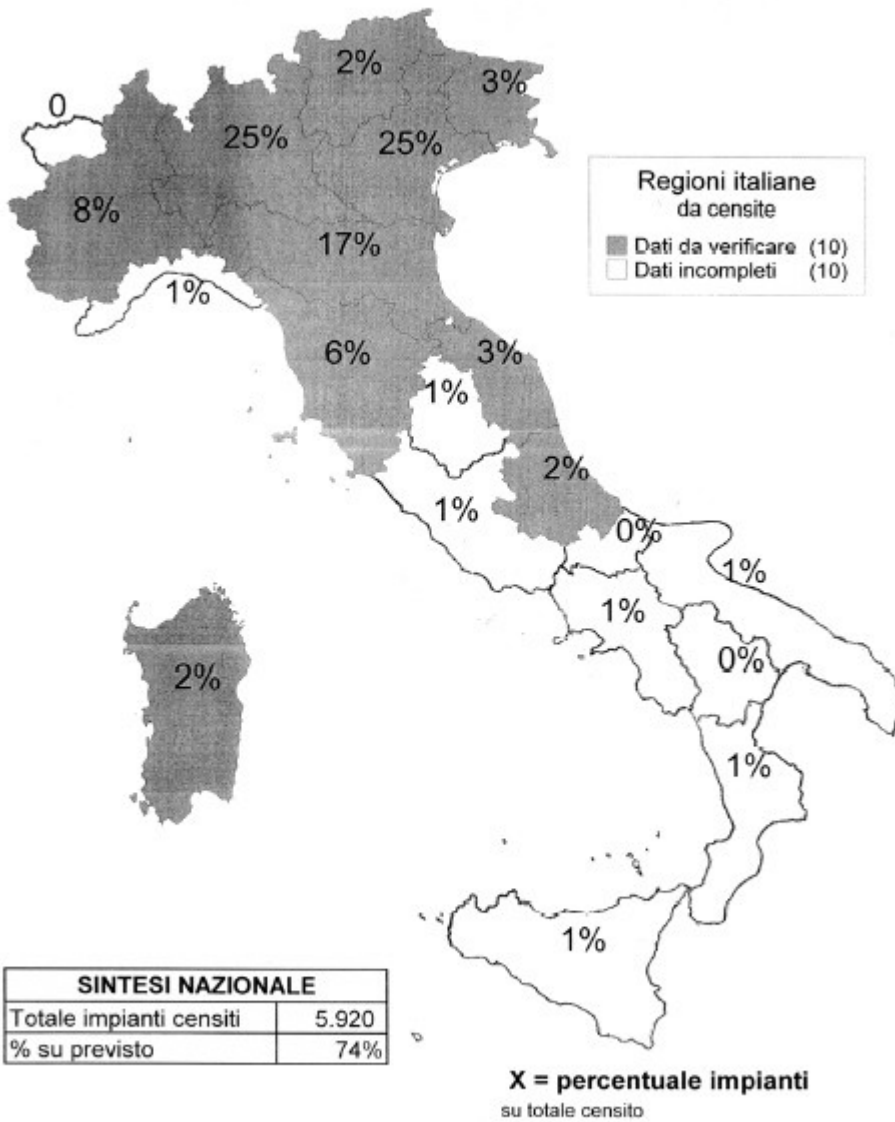 2%
3%
0
25%
25%
8%
17%
1%
6%
3%
1%
2%
1%
0%
1%
1%
0%
2%
1%
1%
Regioni italiane
da censite
Dati da verificare (10)
Dati incompleti (10)
SINTESI NAZIONALE
Totale impianti censiti 5.920
% su previsto 74%
X = percentuale impianti
su totale censito